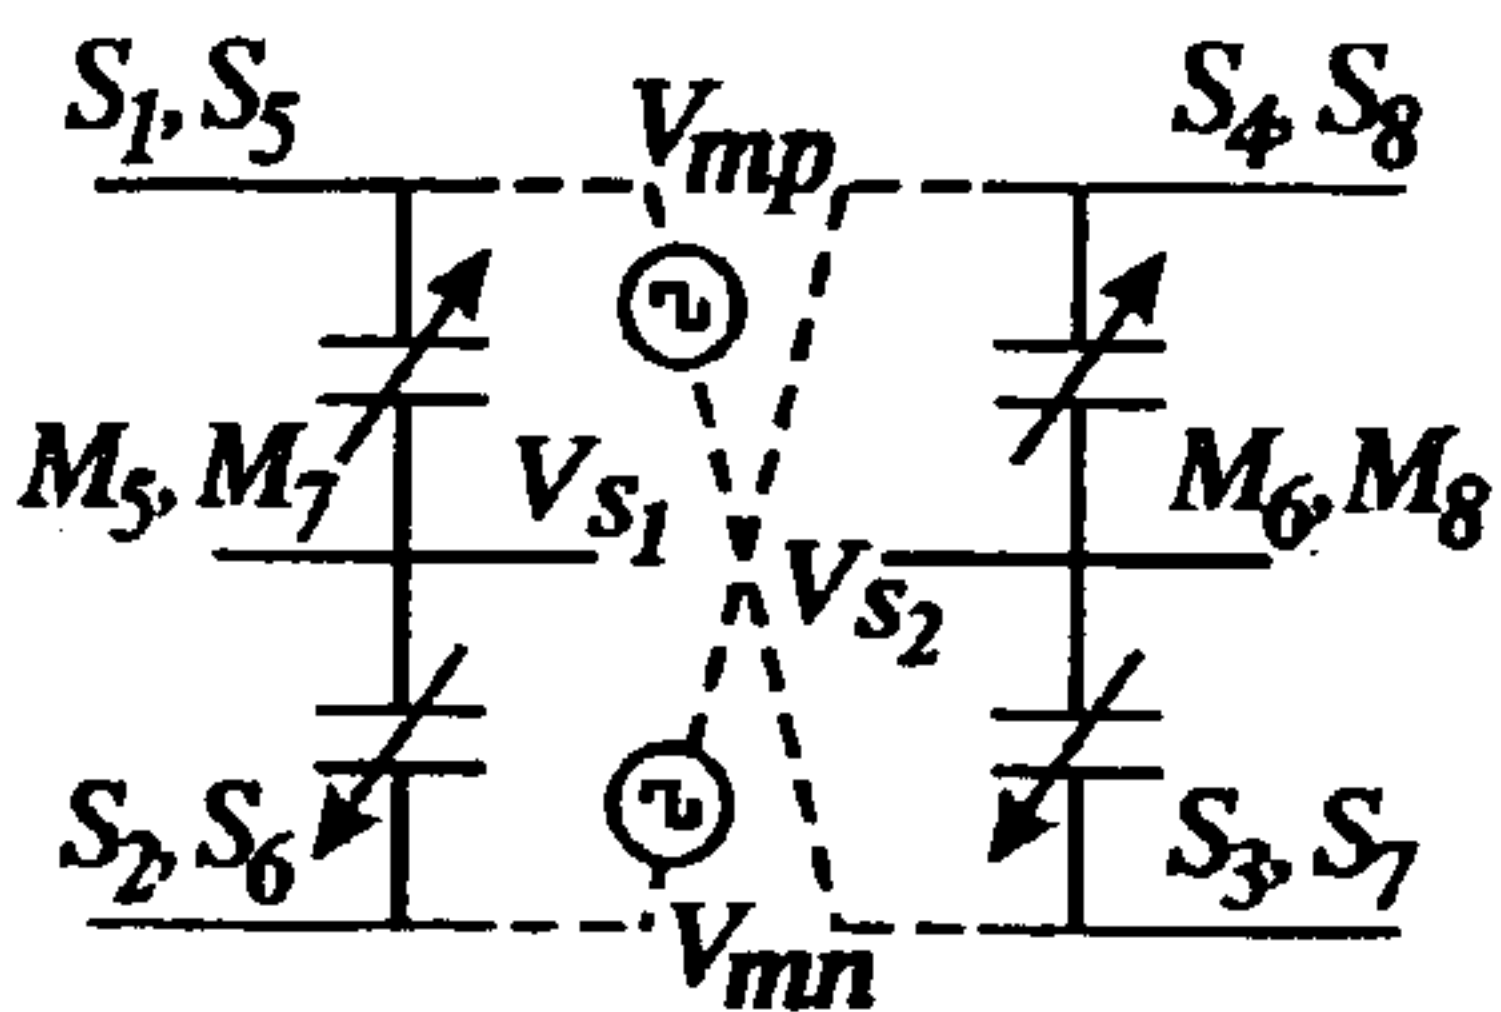 S1, S5
Vmp
S4, S8
M5, M7
Vs1
M6, M8
Vs2
S2, S6
S3, S7
Vmn